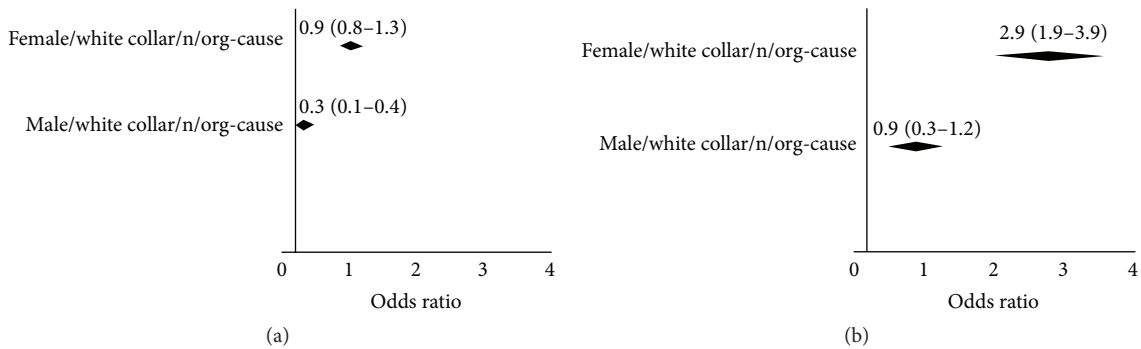 0.9 (0.8–1.3)
Female/white collar/n/org-cause
0.3 (0.1–0.4)
Male/white collar/n/org-cause
0 1 2 3 4
Odds ratio
(a)
2.9 (1.9–3.9)
Female/white collar/n/org-cause
0.9 (0.3–1.2)
Male/white collar/n/org-cause
0 1 2 3 4
Odds ratio
(b)